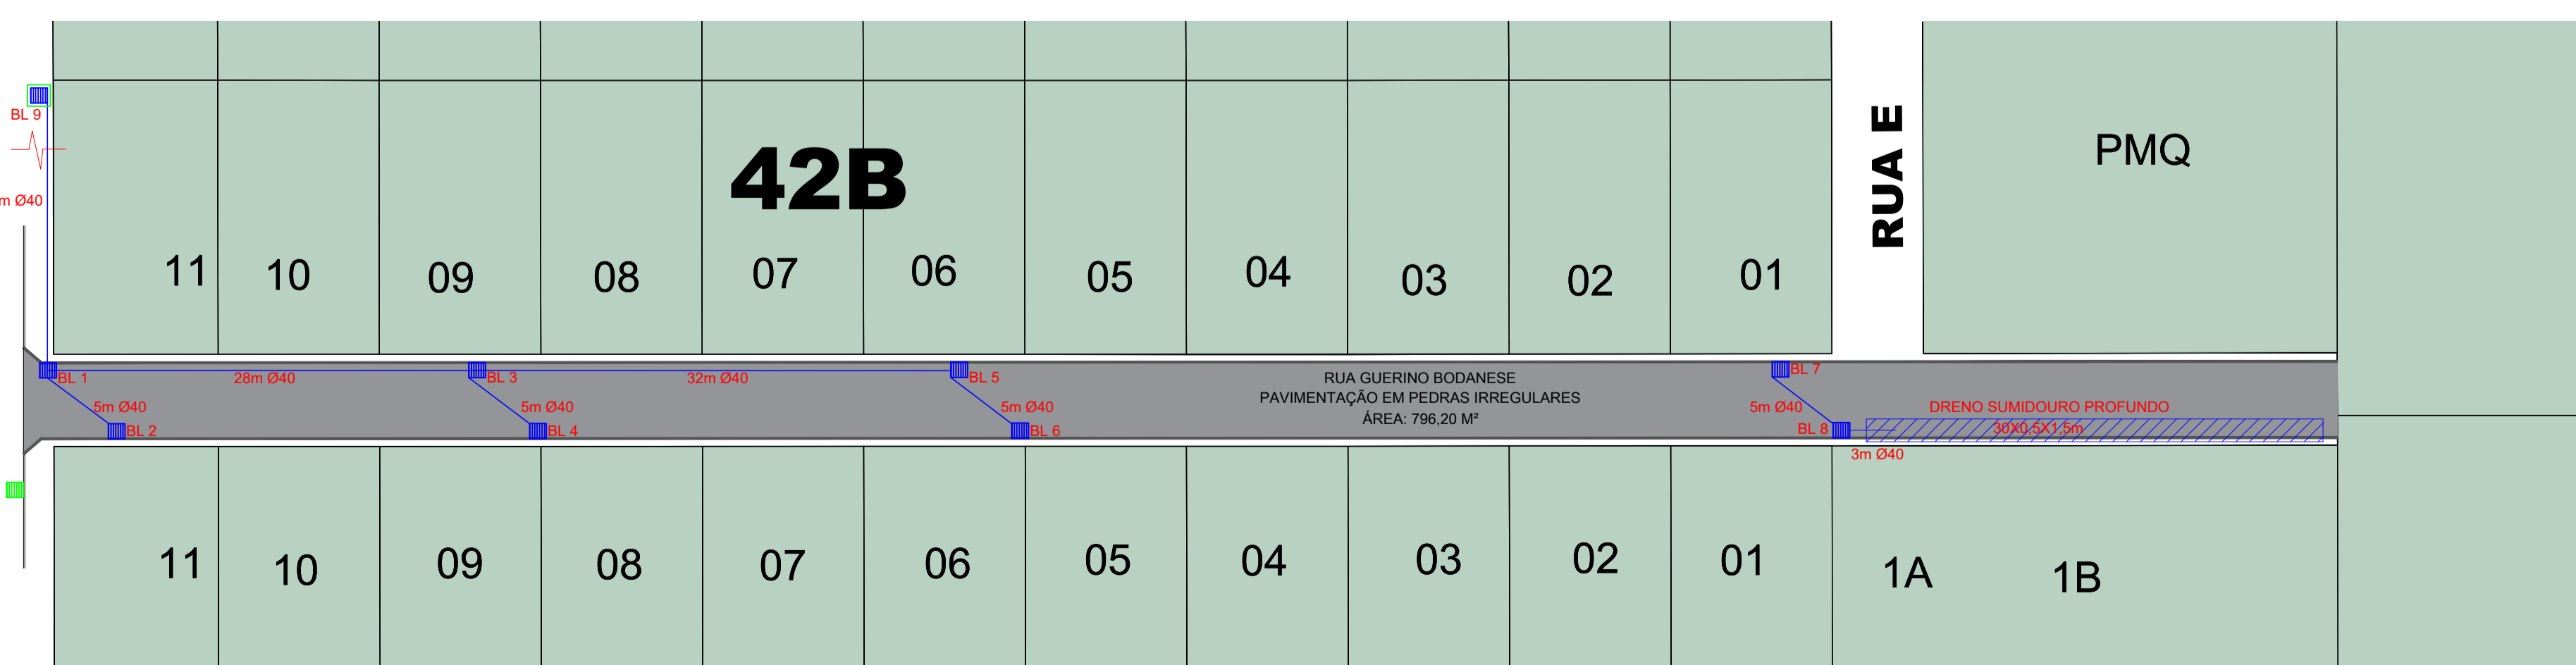 BL 9
m Ø40
42B
RUA E
PMQ
11
10
09
08
07
06
05
04
03
02
01
BL 1
28m Ø40
BL 3
32m Ø40
BL 5
RUA GUERINO BODANESE
PAVIMENTAÇÃO EM PEDRAS IRREGULARES
ÁREA: 796,20 M²
BL 7
5m Ø40
BL 2
5m Ø40
BL 4
5m Ø40
BL 6
5m Ø40
BL 8
DRENO SUMIDOURO PROFUNDO
30X0,5X1,5m
3m Ø40
11
10
09
08
07
06
05
04
03
02
01
1A
1B